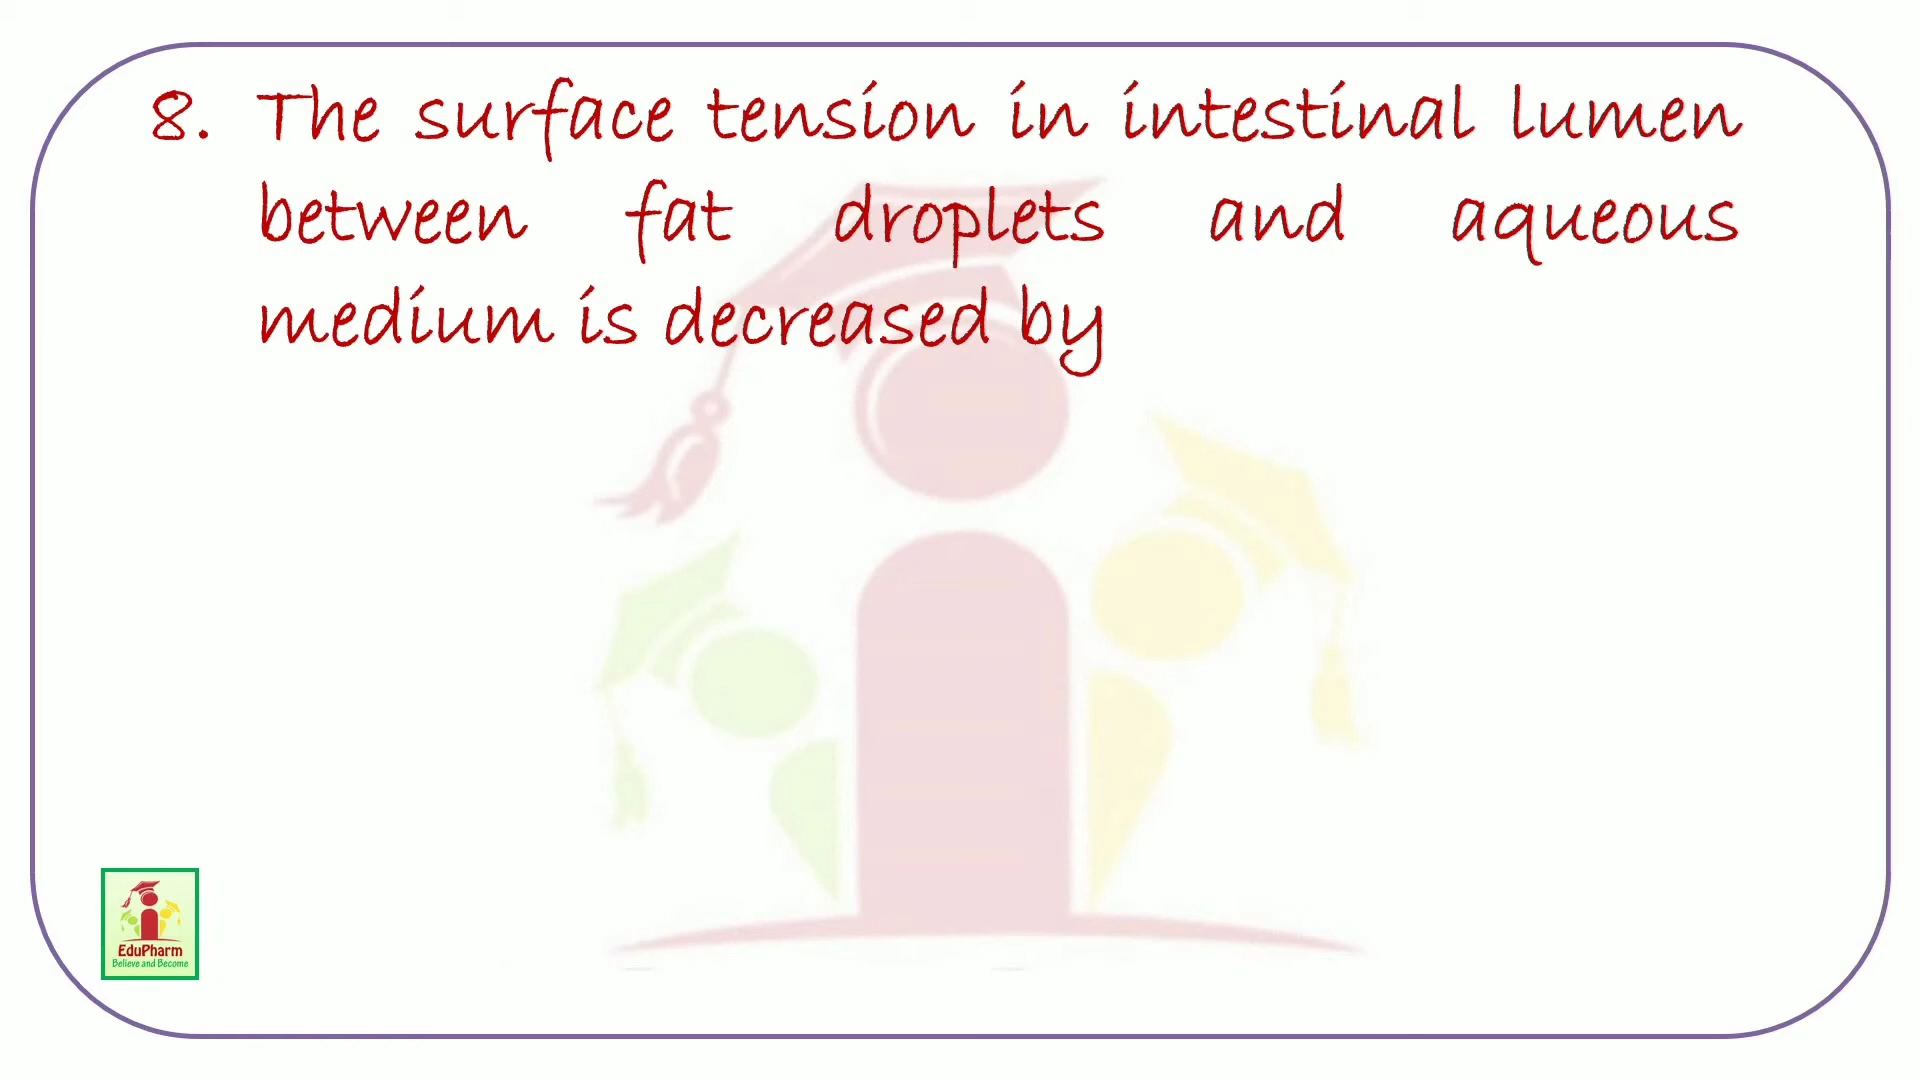 8. The surface tension in intestinal lumen
between fat droplets and aqueous
medium is decreased by
EduPharm
Believe and Become